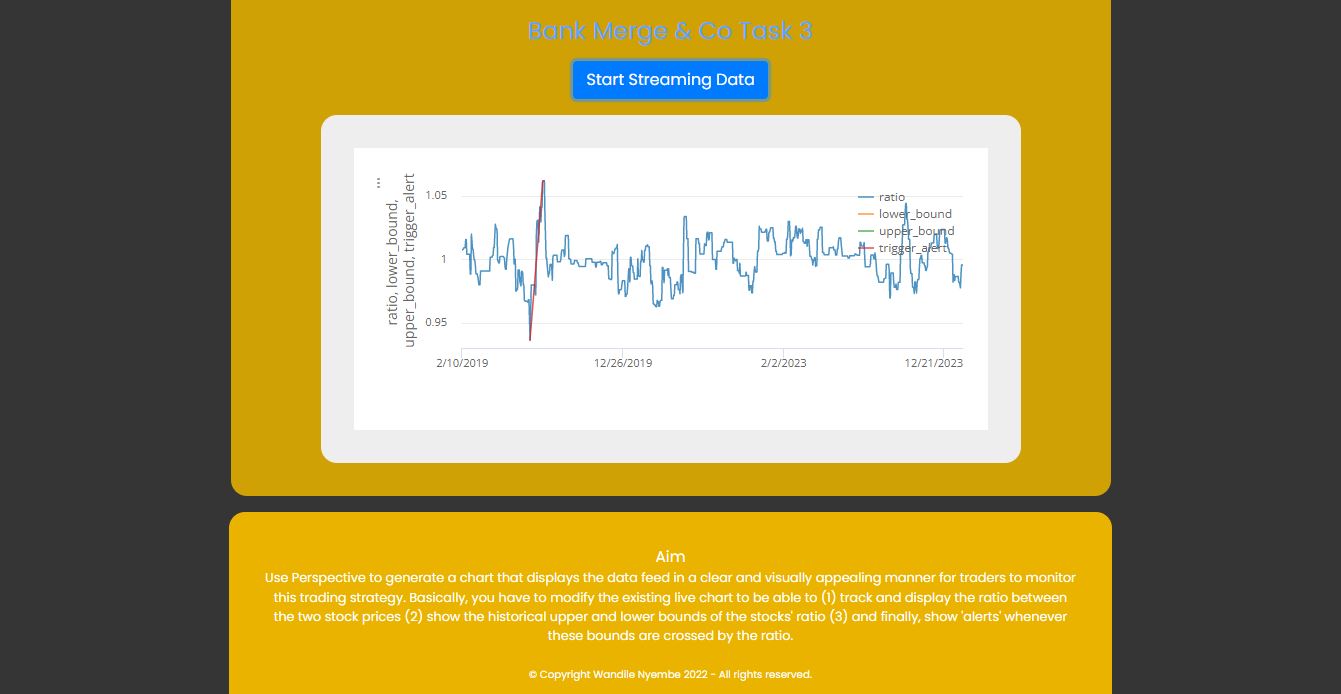 Bank Merge & Co Task 3
Start Streaming Data
ratio, lower_bound,
upper_bound, trigger_alert
1.05
1
0.95
ratio
lower_bound
upper_bound
trigger_alert
2/10/2019
12/26/2019
2/2/2023
12/21/2023
Aim
Use Perspective to generate a chart that displays the data feed in a clear and visually appealing manner for traders to monitor
this trading strategy. Basically, you have to modify the existing live chart to be able to (1) track and display the ratio between
the two stock prices (2) show the historical upper and lower bounds of the stocks' ratio (3) and finally, show 'alerts' whenever
these bounds are crossed by the ratio.
© Copyright Wandile Nyembe 2022 - All rights reserved.